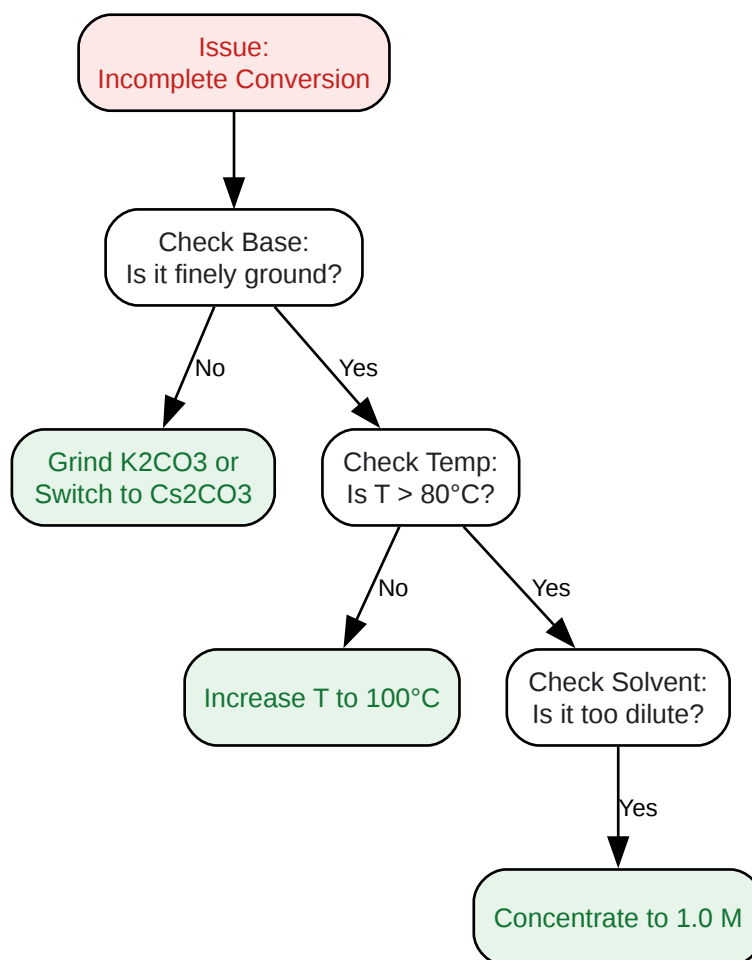 Issue:
Incomplete Conversion
Check Base:
Is it finely ground?
No
Yes
Grind K2CO3 or
Switch to Cs2CO3
Check Temp:
Is T > 80°C?
No
Yes
Increase T to 100°C
Check Solvent:
Is it too dilute?
Yes
Concentrate to 1.0 M